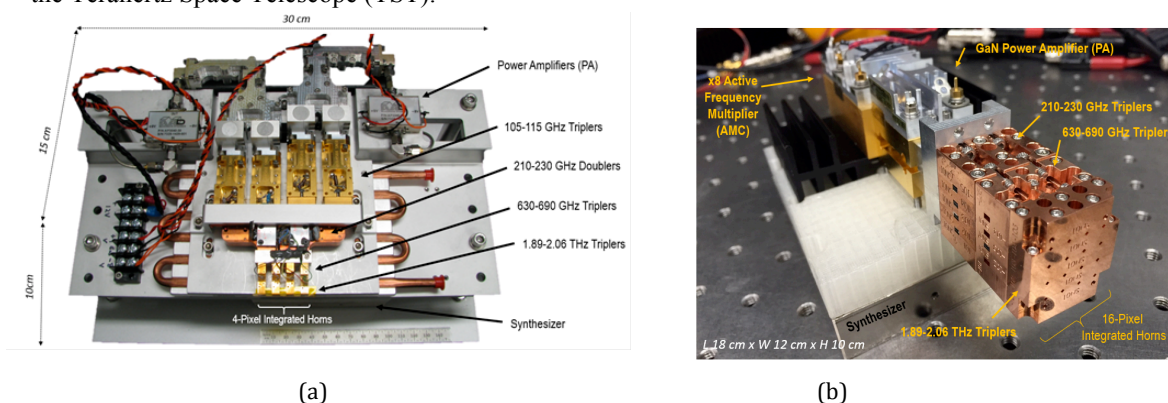 the Terahertz Space Telescope (TST).
30 cm
15 cm
10cm
Power Amplifiers (PA)
105-115 GHz Triplers
210-230 GHz Doublers
630-690 GHz Triplers
1.89-2.06 THz Triplers
4-Pixel Integrated Horns
Synthesizer
GaN Power Amplifier (PA)
x8 Active
Frequency
Multiplier
(AMC)
210-230 GHz Triplers
630-690 GHz Tripler
Synthesizer
1.89-2.06 THz Triplers
16-Pixel
Integrated Horns
L 18 cm x W 12 cm x H 10 cm
(a)
(b)